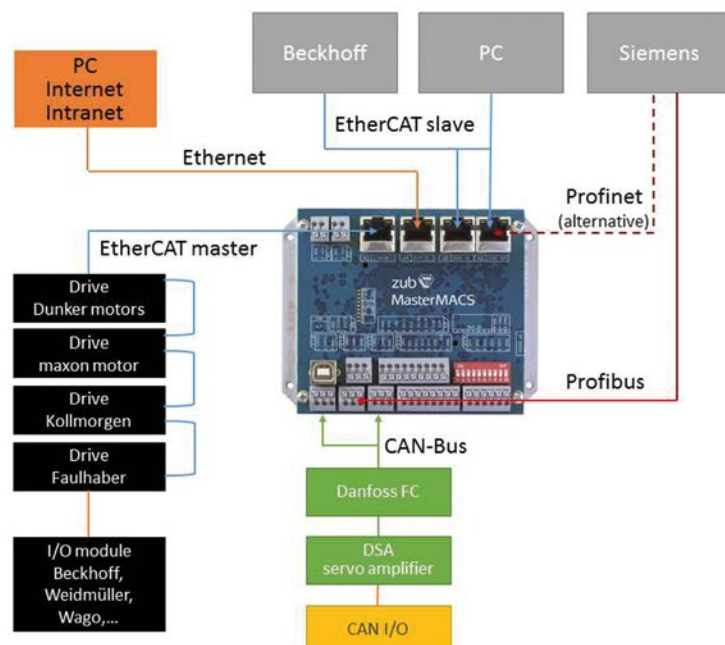 Beckhoff
PC
Siemens
PC
Internet
Intranet
EtherCAT slave
Ethernet
Profinet
(alternative)
EtherCAT master
zub
MasterMACS
Drive
Dunker motors
Drive
maxon motor
Drive
Kollmorgen
Drive
Faulhaber
Profibus
CAN-Bus
Danfoss FC
DSA
servo amplifier
I/O module
Beckhoff,
Weidmüller,
Wago,...
CAN I/O